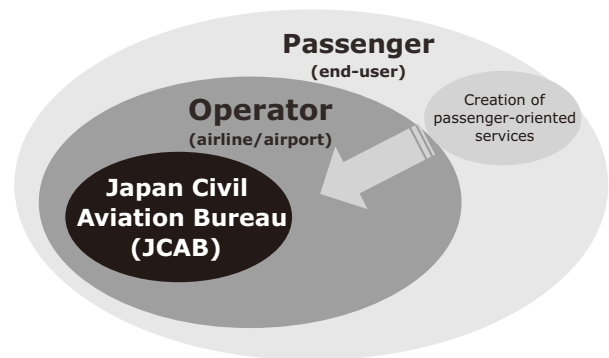 Passenger
(end-user)
Operator
(airline/airport)
Creation of
passenger-oriented
services
Japan Civil
Aviation Bureau
(JCAB)